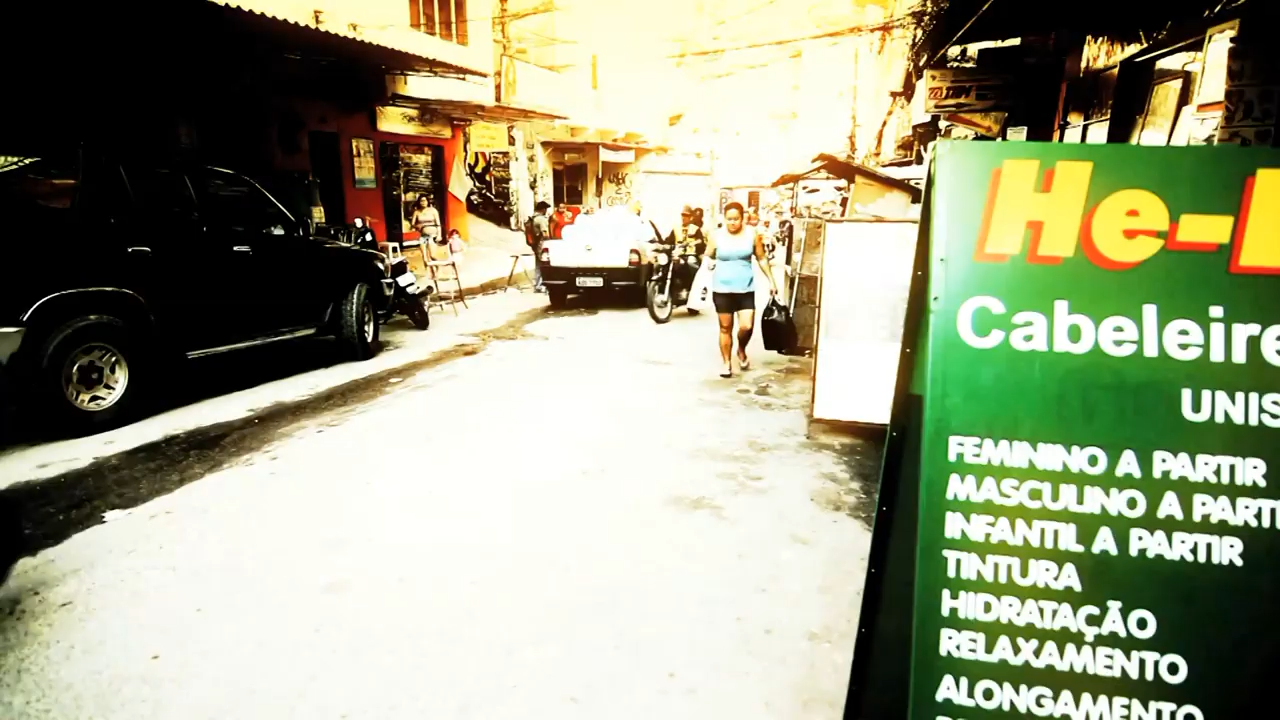 He-
Cabeleire
UNIS
FEMININO A PARTIR
MASCULINO A PARTI
INFANTIL A PARTIR
TINTURA
HIDRATAÇÃO
RELAXAMENTO
ALONGAMENTO